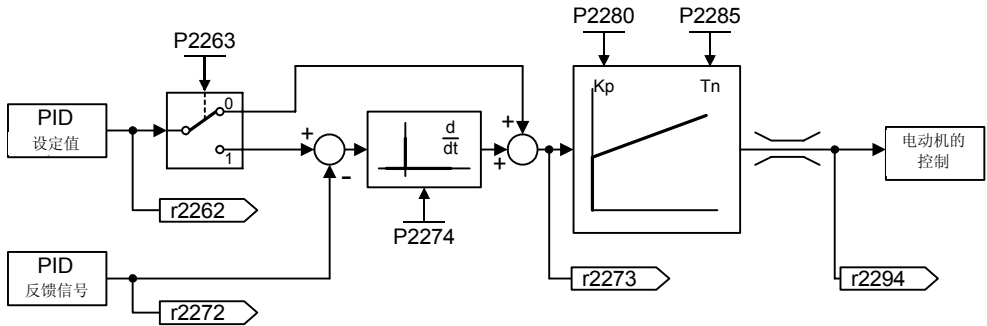 P2280
P2285
P2263
Kp
Tn
0
PID
设定值
+
+
d
dt
电动机的
控制
1
+
-
r2262
P2274
PID
反馈信号
r2273
r2294
r2272